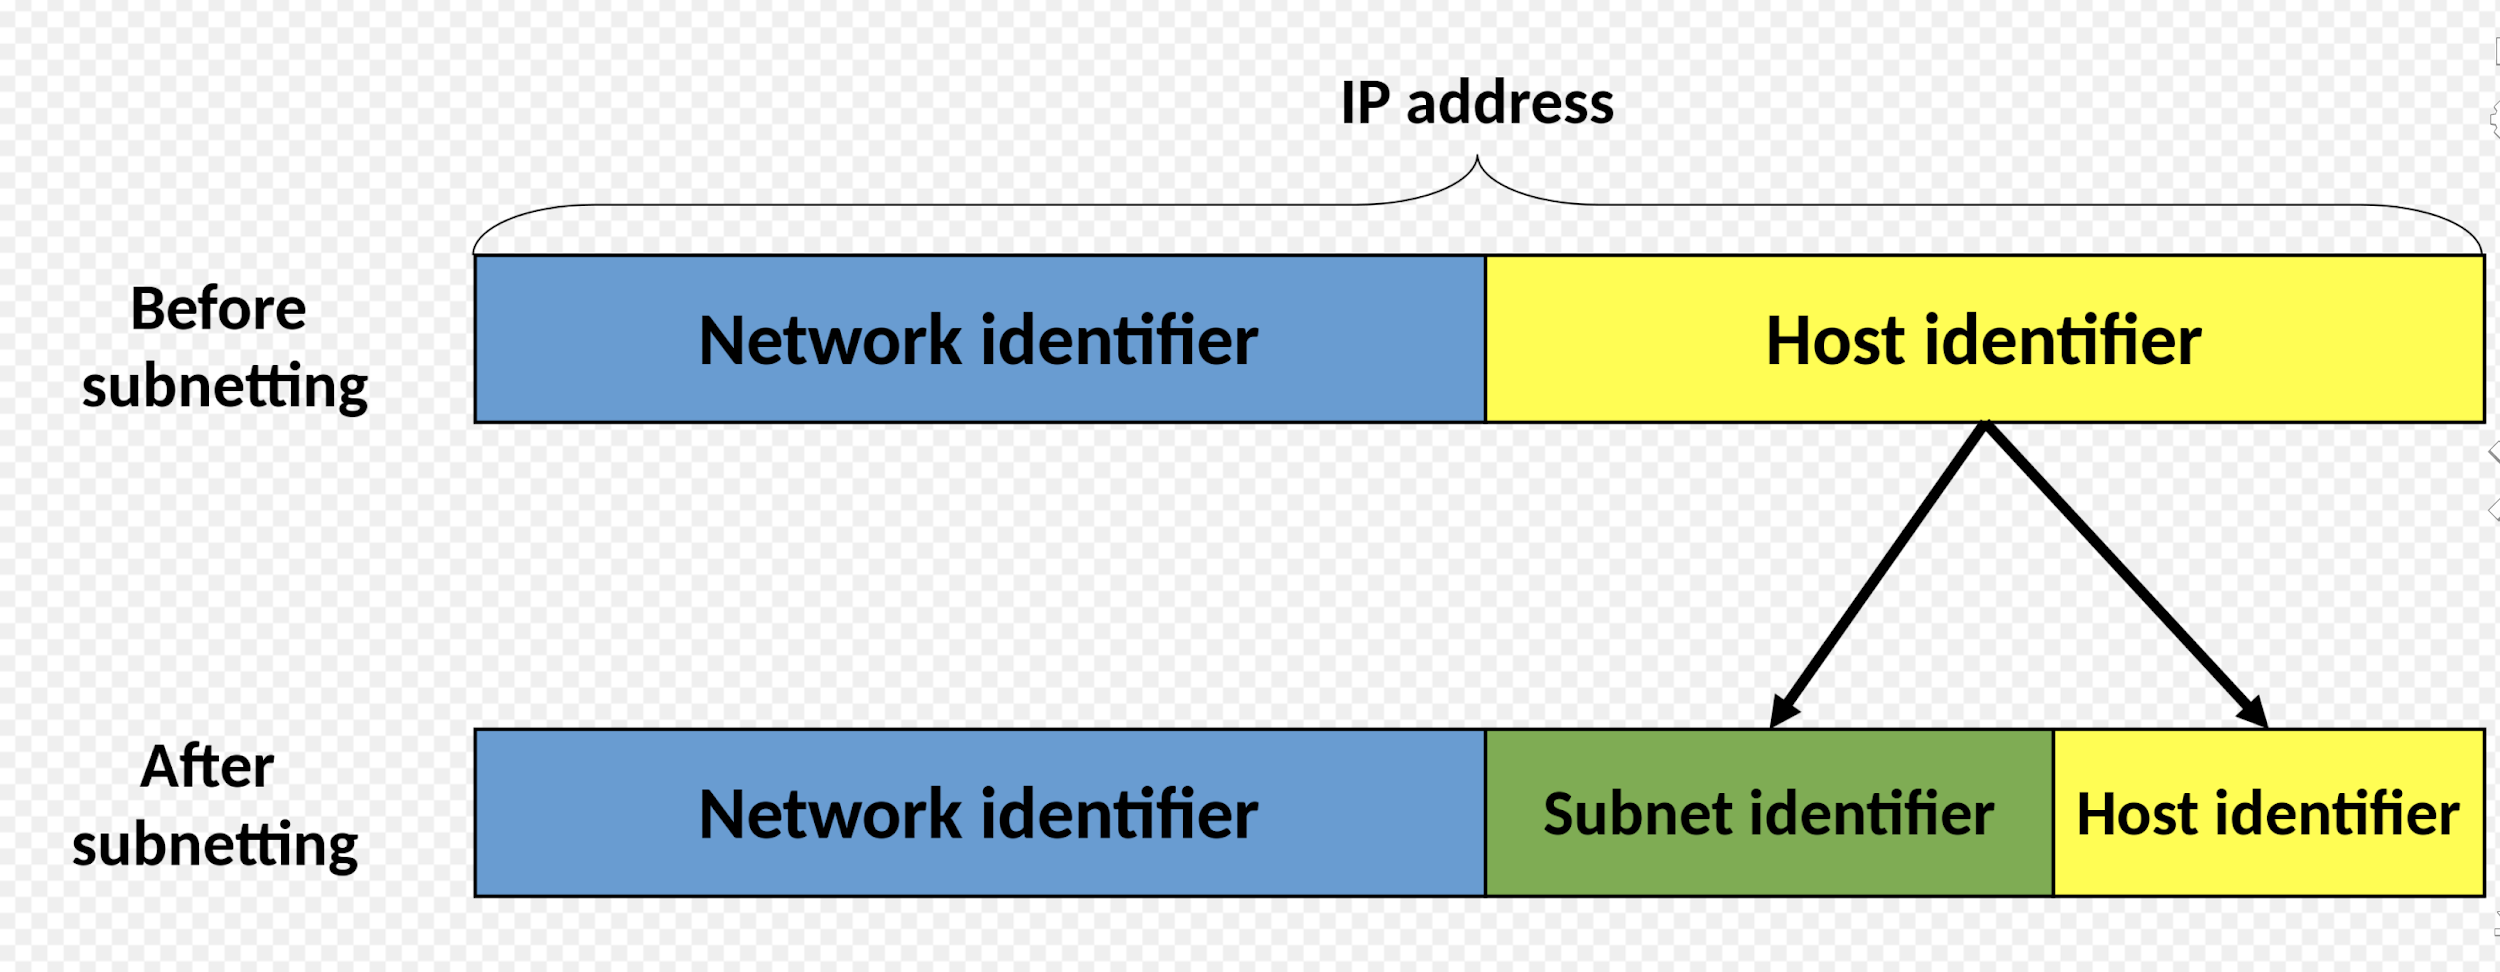 IP address
Before
subnetting
Network identifier
Host identifier
After
subnetting
Network identifier
Subnet identifier
Host identifier